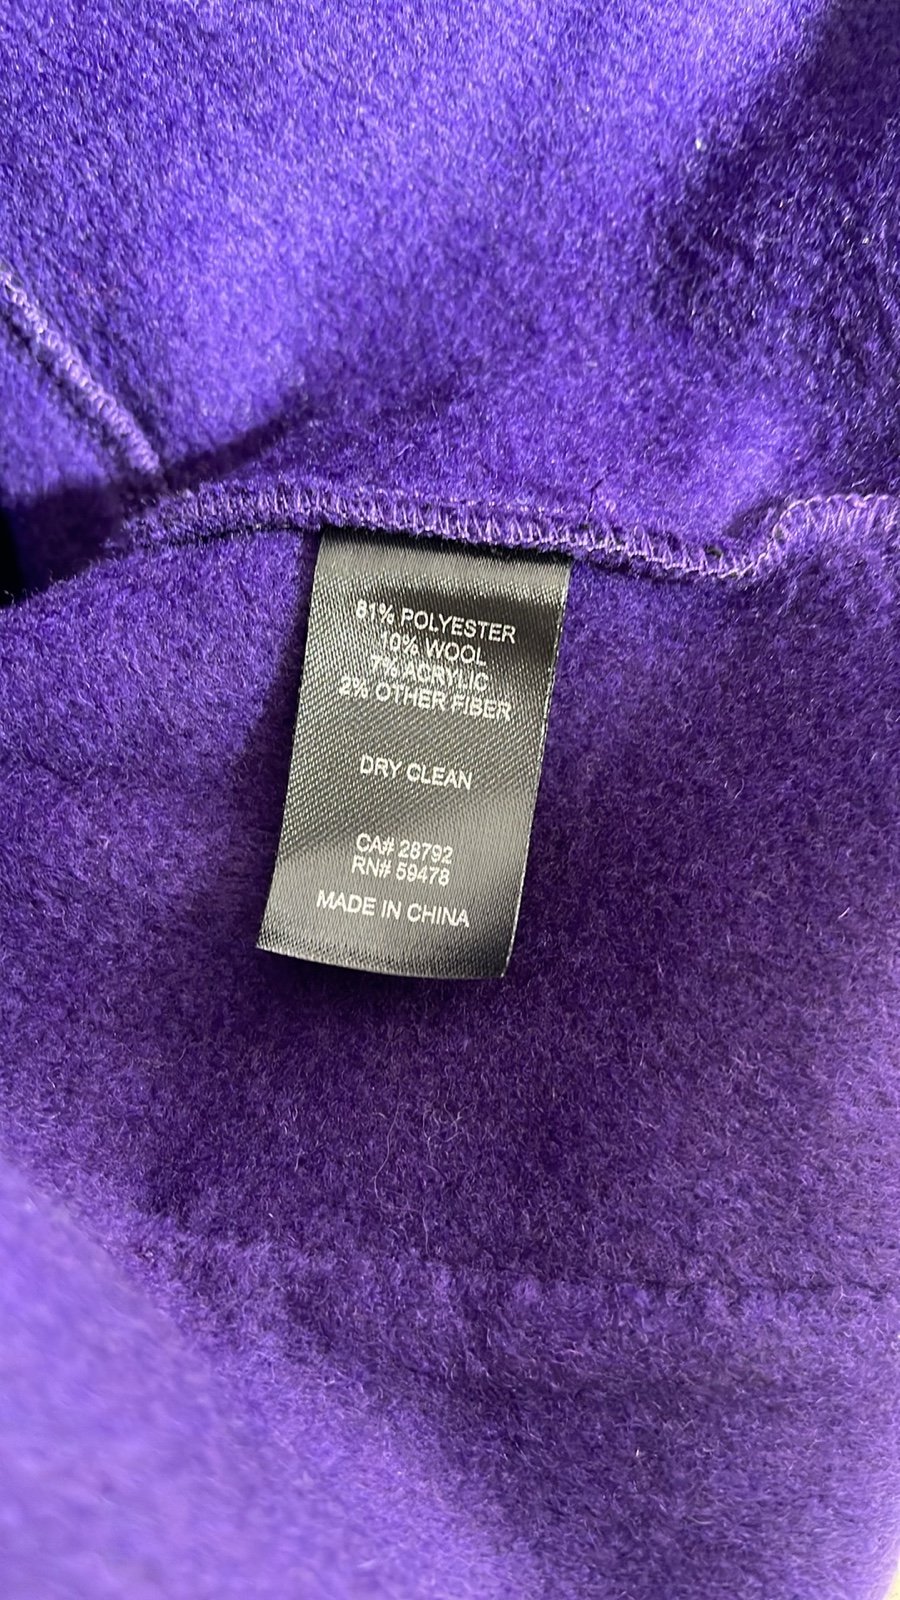 81% POLYESTER
10% WOOL
7% ACRYLIC
2% OTHER FIBER
DRY CLEAN
CA# 28792
RN# 59478
MADE IN CHINA